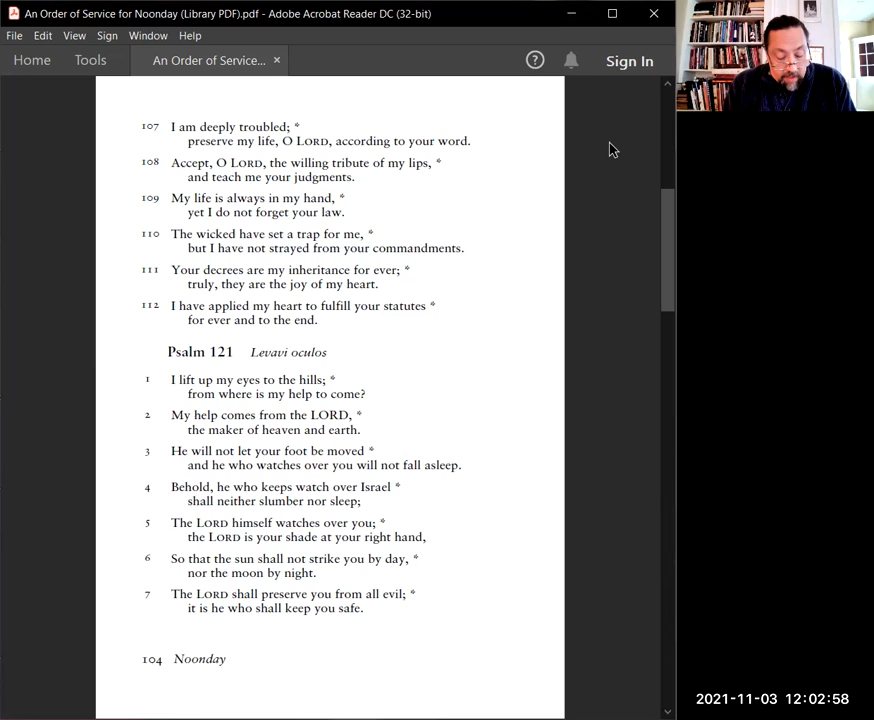 An Order of Service for Noonday (Library PDF).pdf - Adobe Acrobat Reader DC (32-bit)
File Edit View Sign Window Help
Home Tools An Order of Service... × Sign In
107 I am deeply troubled; *
preserve my life, O LORD, according to your word.
108 Accept, O LORD, the willing tribute of my lips, *
and teach me your judgments.
109 My life is always in my hand, *
yet I do not forget your law.
110 The wicked have set a trap for me, *
but I have not strayed from your commandments.
111 Your decrees are my inheritance for ever; *
truly, they are the joy of my heart.
112 I have applied my heart to fulfill your statutes *
for ever and to the end.
Psalm 121 Levavi oculos
1 I lift up my eyes to the hills; *
from where is my help to come?
2 My help comes from the LORD, *
the maker of heaven and earth.
3 He will not let your foot be moved *
and he who watches over you will not fall asleep.
4 Behold, he who keeps watch over Israel *
shall neither slumber nor sleep;
5 The LORD himself watches over you; *
the LORD is your shade at your right hand,
6 So that the sun shall not strike you by day, *
nor the moon by night.
7 The LORD shall preserve you from all evil; *
it is he who shall keep you safe.
104 Noonday
2021-11-03 12:02:58